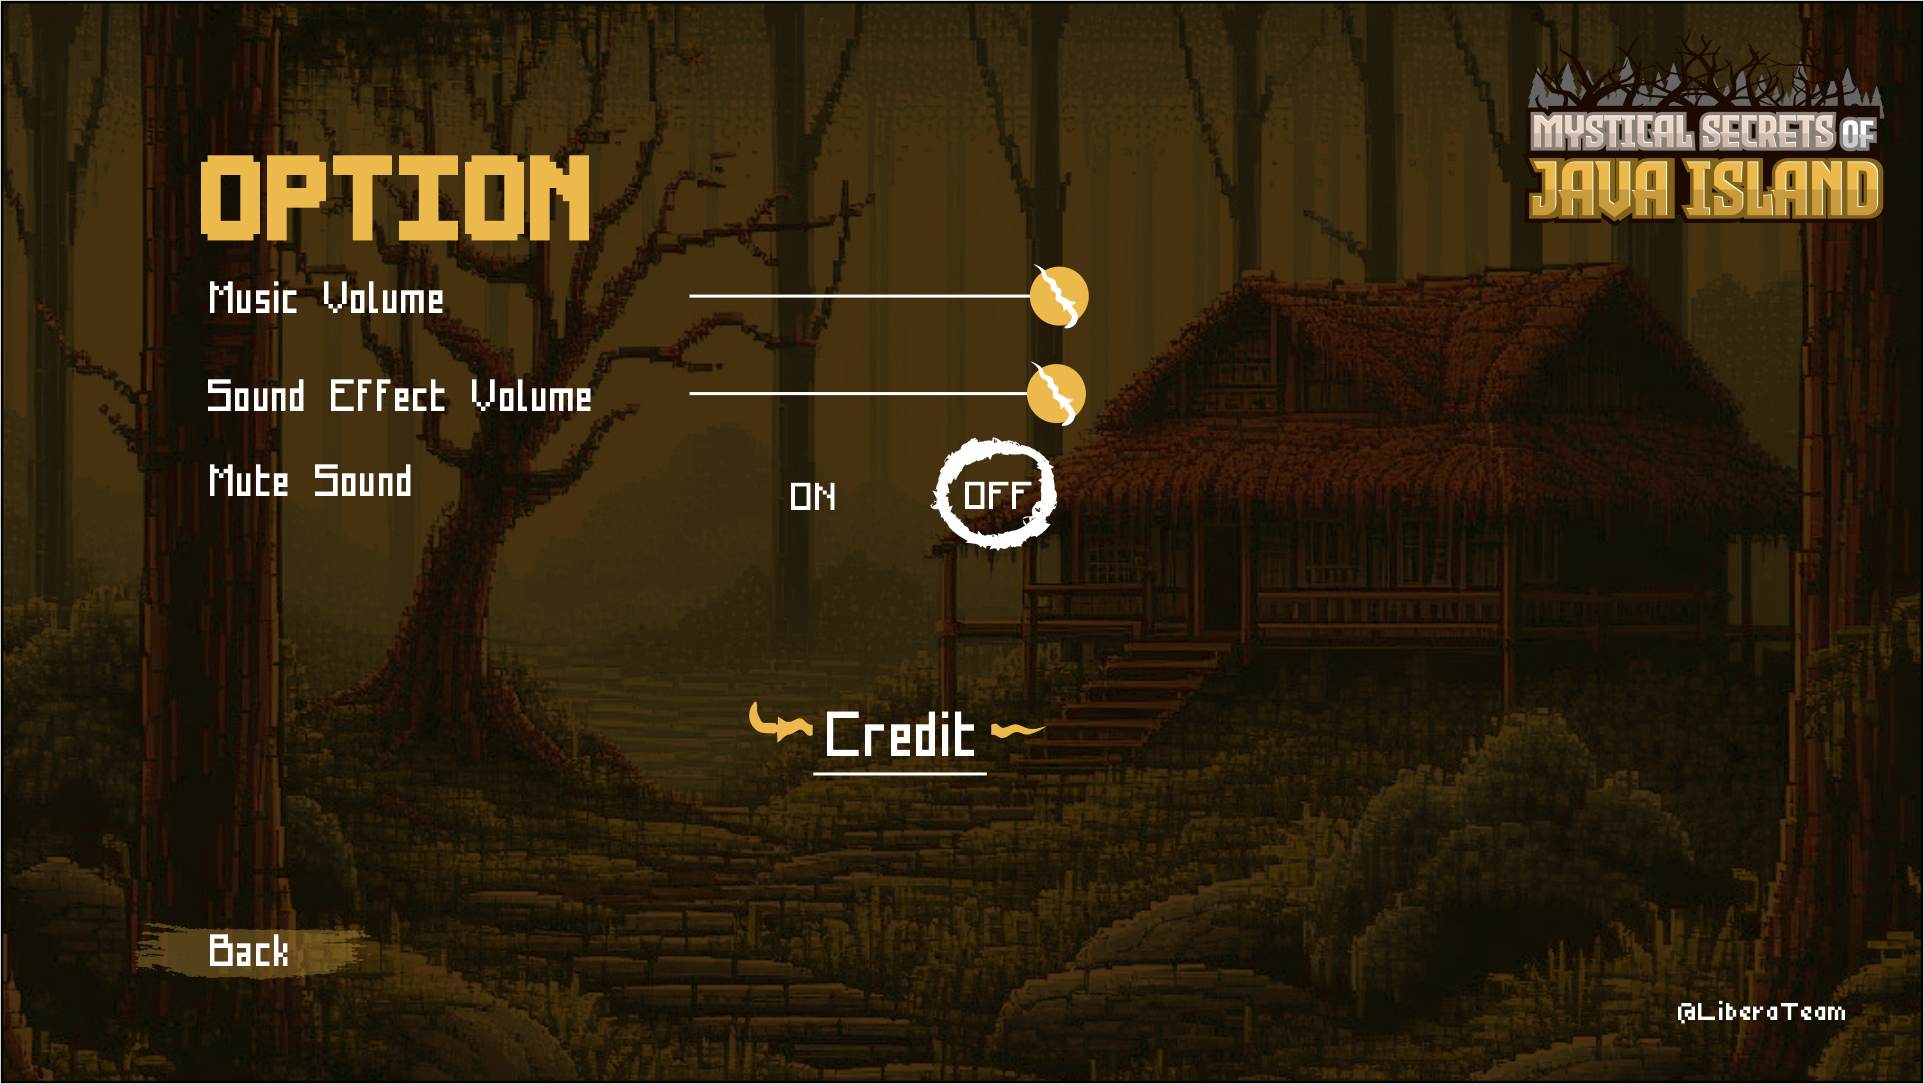 MYSTICAL SECRETS OF
JAVA ISLAND
OPTION
Music Volume
Sound Effect Volume
Mute Sound
ON OFF
Credit
Back
@LiberaTeam